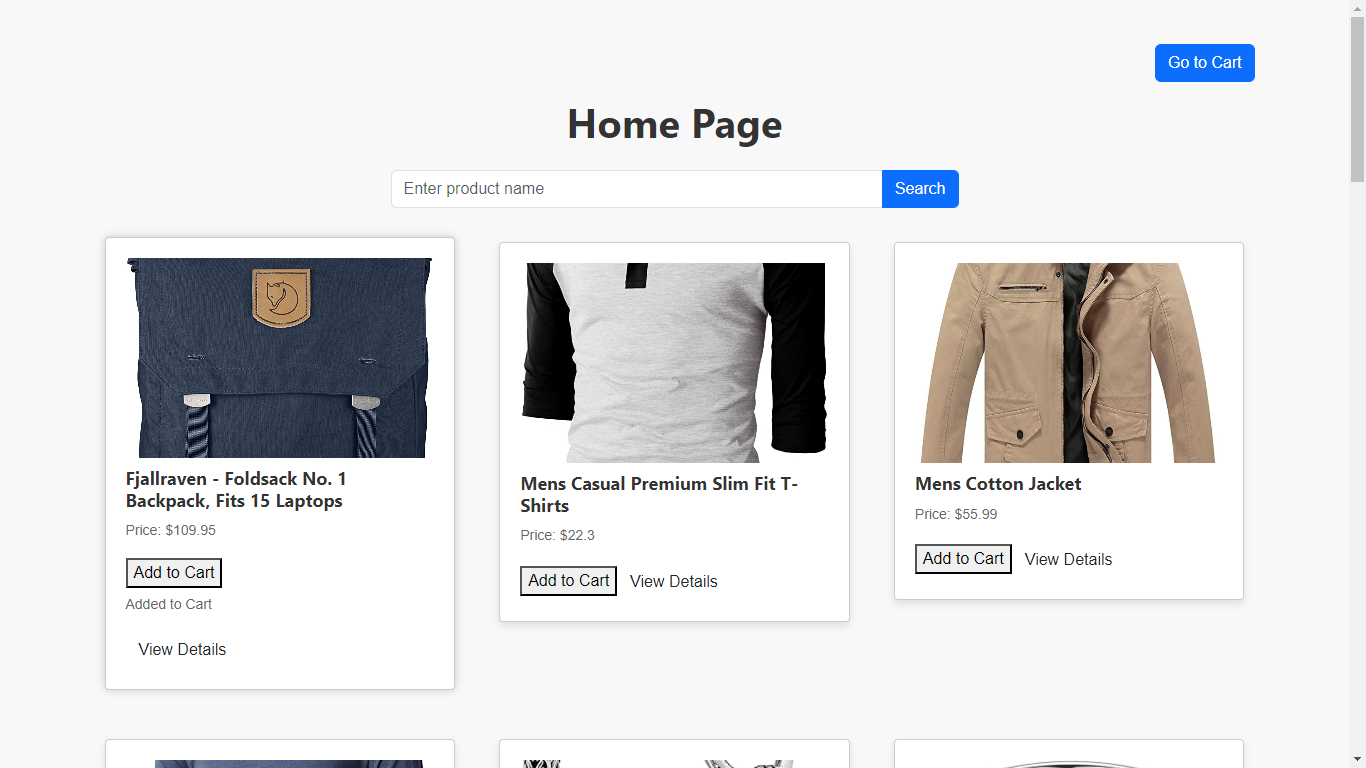 Go to Cart
Home Page
Enter product name
Search
Fjallraven - Foldsack No. 1
Backpack, Fits 15 Laptops
Price: $109.95
Add to Cart
Added to Cart
View Details
Mens Casual Premium Slim Fit T-
Shirts
Price: $22.3
Add to Cart
View Details
Mens Cotton Jacket
Price: $55.99
Add to Cart
View Details